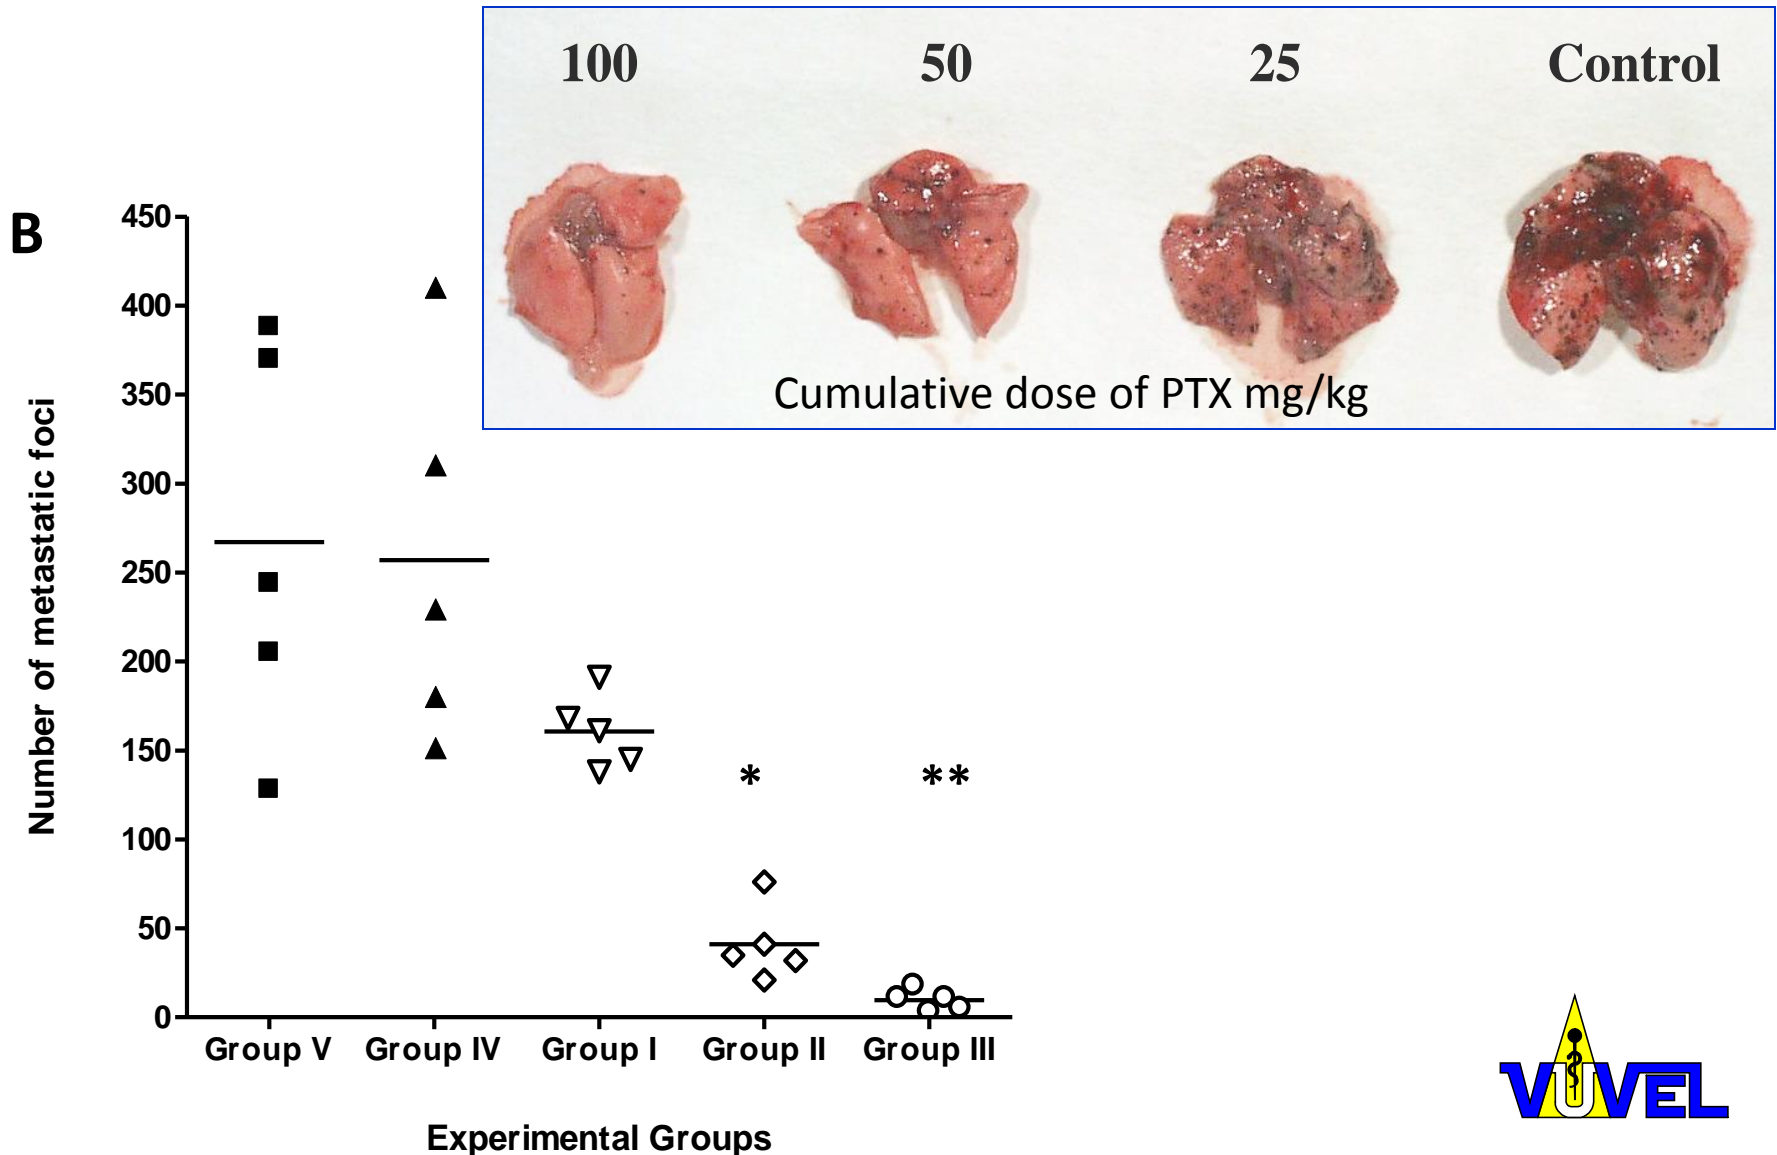 100 50 25 Control
Cumulative dose of PTX mg/kg
B
Number of metastatic foci
450
400
350
300
250
200
150
100
50
0
* **
Group V Group IV Group I Group II Group III
Experimental Groups
VUVEL